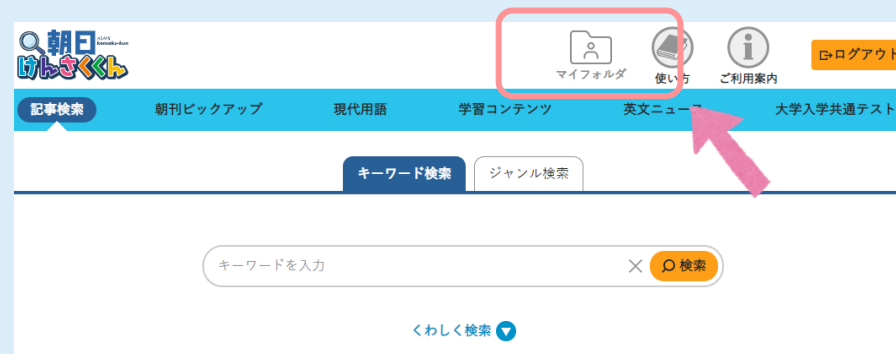 朝日 ASAHI kensaku-kun
けんさくくん
マイフォルダ
使い方
ご利用案内
ログアウト
記事検索
朝刊ピックアップ
現代用語
学習コンテンツ
英文ニュース
大学入学共通テスト
キーワード検索
ジャンル検索
キーワードを入力
検索
くわしく検索